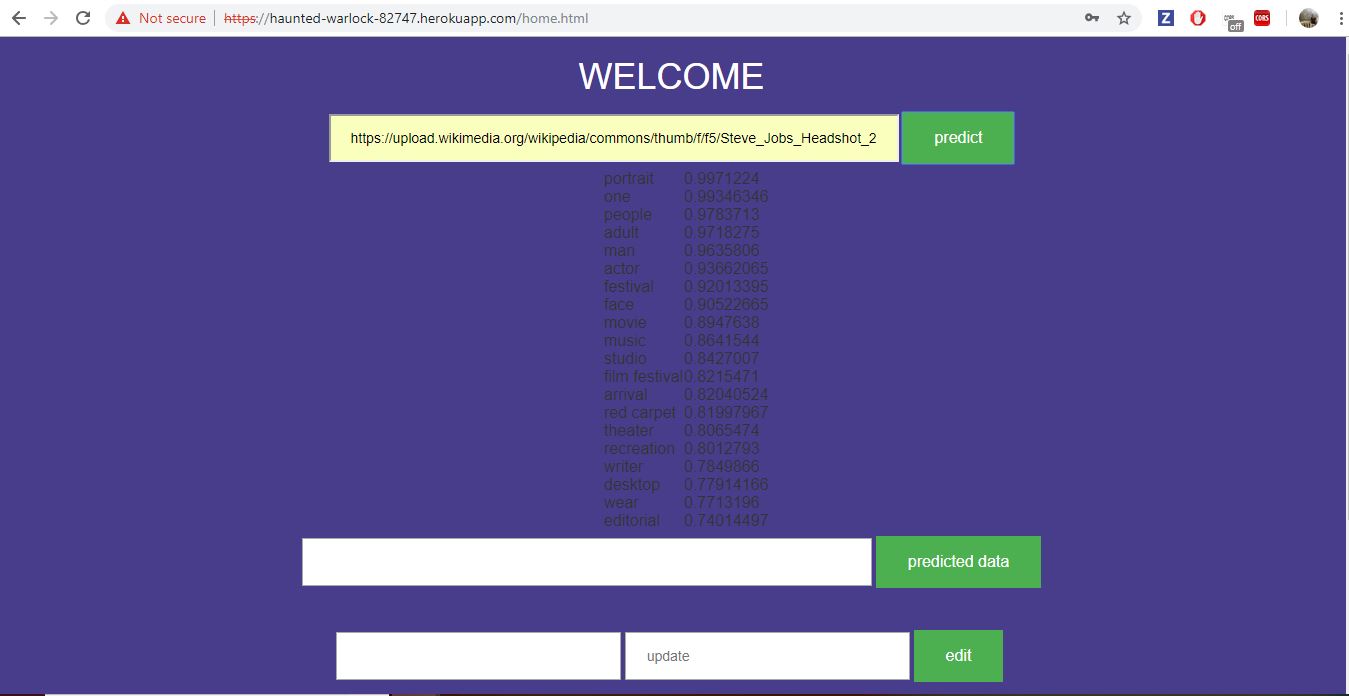 Not secure | https://haunted-warlock-82747.herokuapp.com/home.html
Z off CORS
WELCOME
https://upload.wikimedia.org/wikipedia/commons/thumb/f/f5/Steve_Jobs_Headshot_2 predict
portrait 0.9971224
one 0.99346346
people 0.9783713
adult 0.9718275
man 0.9635806
actor 0.93662065
festival 0.92013395
face 0.90522665
movie 0.8947638
music 0.8641544
studio 0.8427007
film festival 0.8215471
arrival 0.82040524
red carpet 0.81997967
theater 0.8065474
recreation 0.8012793
writer 0.7849866
desktop 0.77914166
wear 0.7713196
editorial 0.74014497
predicted data
update edit